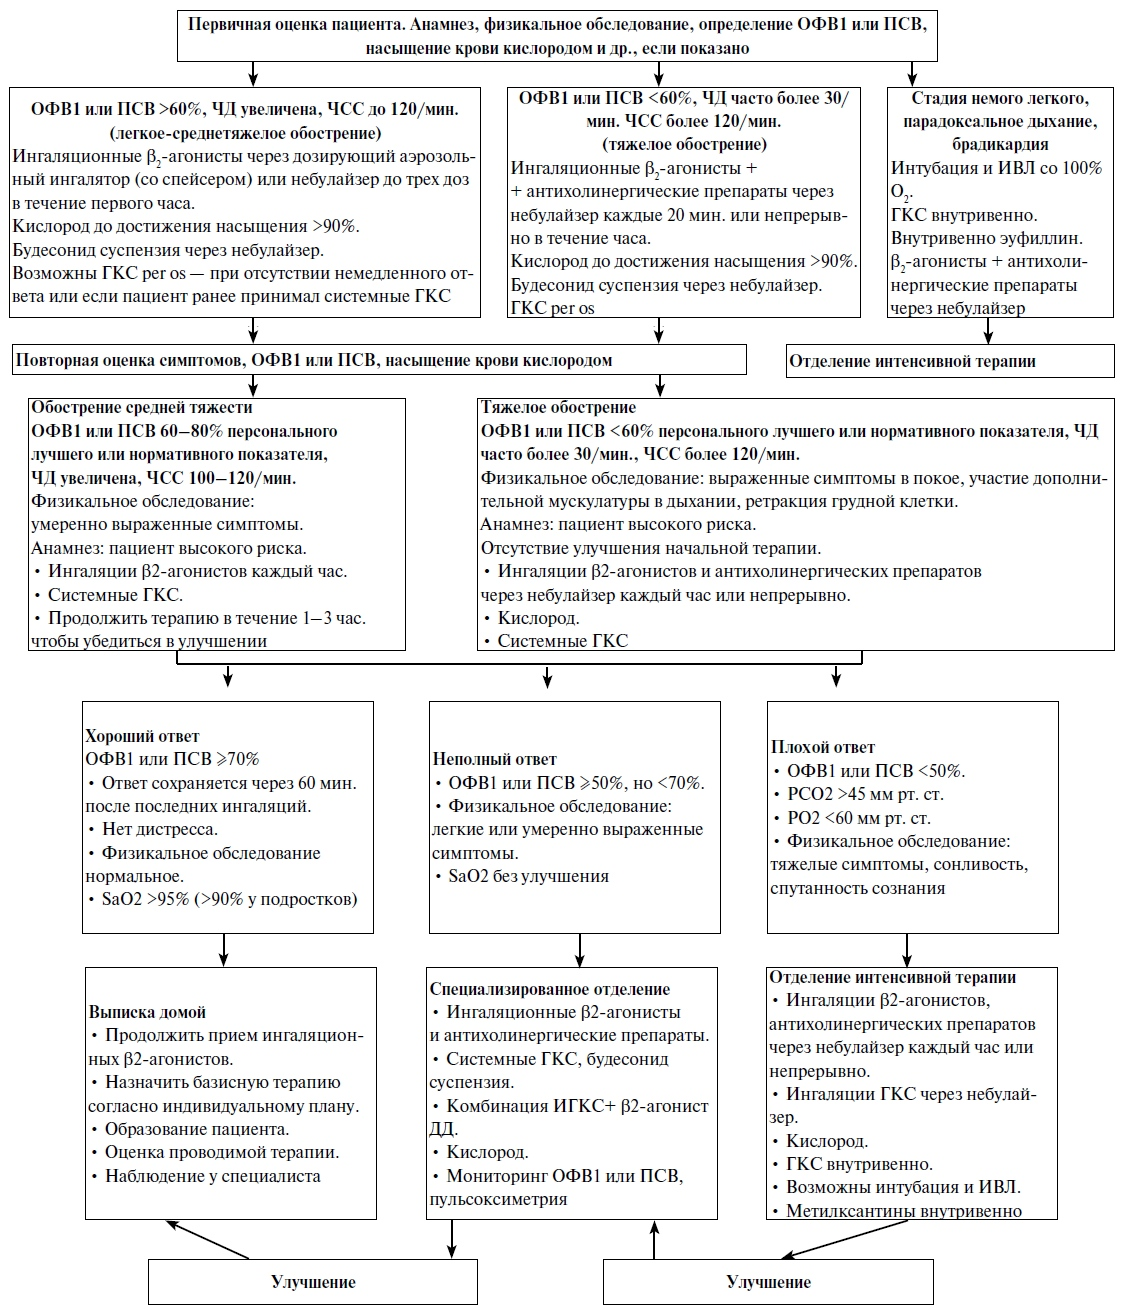 Первичная оценка пациента. Анамнез, физикальное обследование, определение ОФВ1 или ПСВ,
насыщение крови кислородом и др., если показано
ОФВ1 или ПСВ >60%, ЧД увеличена, ЧСС до 120/мин.
(легкое-среднетяжелое обострение)
Ингаляционные β₂-агонисты через дозирующий аэрозоль-
ный ингалятор (со спейсером) или небулайзер до трех доз
в течение первого часа.
Кислород до достижения насыщения >90%.
Будесонид суспензия через небулайзер.
Возможны ГКС per os — при отсутствии немедленного от-
вета или если пациент ранее принимал системные ГКС
ОФВ1 или ПСВ <60%, ЧД часто более 30/
мин. ЧСС более 120/мин.
(тяжелое обострение)
Ингаляционные β₂-агонисты +
+ антихолинергические препараты через
небулайзер каждые 20 мин. или непрерыв-
но в течение часа.
Кислород до достижения насыщения >90%.
Будесонид суспензия через небулайзер.
ГКС per os
Стадия немого легкого,
парадоксальное дыхание,
брадикардия
Интубация и ИВЛ со 100%
O₂.
ГКС внутривенно.
Внутривенно эуфиллин.
β₂-агонисты + антихоли-
нергические препараты
через небулайзер
Повторная оценка симптомов, ОФВ1 или ПСВ, насыщение крови кислородом
Отделение интенсивной терапии
Обострение средней тяжести
ОФВ1 или ПСВ 60–80% персонального
лучшего или нормативного показателя,
ЧД увеличена, ЧСС 100–120/мин.
Физикальное обследование:
умеренно выраженные симптомы.
Анамнез: пациент высокого риска.
• Ингаляции β2-агонистов каждый час.
• Системные ГКС.
• Продолжить терапию в течение 1–3 час.
чтобы убедиться в улучшении
Тяжелое обострение
ОФВ1 или ПСВ <60% персонального лучшего или нормативного показателя, ЧД
часто более 30/мин., ЧСС более 120/мин.
Физикальное обследование: выраженные симптомы в покое, участие дополни-
тельной мускулатуры в дыхании, ретракция грудной клетки.
Анамнез: пациент высокого риска.
Отсутствие улучшения начальной терапии.
• Ингаляции β2-агонистов и антихолинергических препаратов
через небулайзер каждый час или непрерывно.
• Кислород.
• Системные ГКС
Хороший ответ
ОФВ1 или ПСВ ⩾70%
• Ответ сохраняется через 60 мин.
после последних ингаляций.
• Нет дистресса.
• Физикальное обследование
нормальное.
• SaO2 >95% (>90% у подростков)
Неполный ответ
• ОФВ1 или ПСВ ⩾50%, но <70%.
• Физикальное обследование:
легкие или умеренно выраженные
симптомы.
• SaO2 без улучшения
Плохой ответ
• ОФВ1 или ПСВ <50%.
• PCO2 >45 мм рт. ст.
• PO2 <60 мм рт. ст.
• Физикальное обследование:
тяжелые симптомы, сонливость,
спутанность сознания
Выписка домой
• Продолжить прием ингаляцион-
ных β2-агонистов.
• Назначить базисную терапию
согласно индивидуальному плану.
• Образование пациента.
• Оценка проводимой терапии.
• Наблюдение у специалиста
Специализированное отделение
• Ингаляционные β2-агонисты
и антихолинергические препараты.
• Системные ГКС, будесонид
суспензия.
• Комбинация ИГКС+ β2-агонист
ДД.
• Кислород.
• Мониторинг ОФВ1 или ПСВ,
пульсоксиметрия
Отделение интенсивной терапии
• Ингаляции β2-агонистов,
антихолинергических препаратов
через небулайзер каждый час или
непрерывно.
• Ингаляции ГКС через небулай-
зер.
• Кислород.
• ГКС внутривенно.
• Возможны интубация и ИВЛ.
• Метилксантины внутривенно
Улучшение
Улучшение